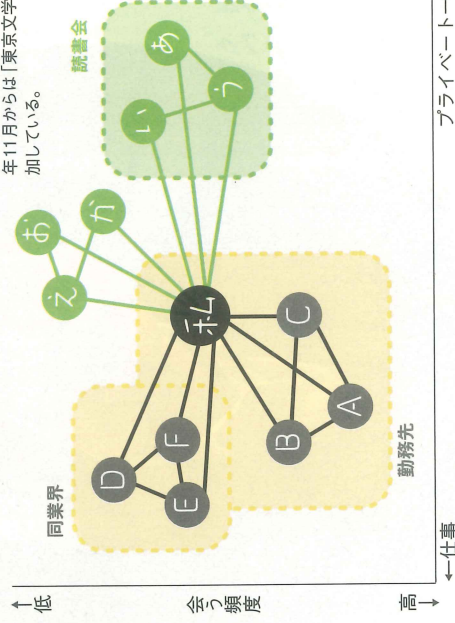 年11月からは「東京文学
加している。
読書会
あ
い
う
お
か
え
私
同業界
D
F
E
C
B
A
勤務先
↑低
会う頻度
高↓
←仕事
プライベート